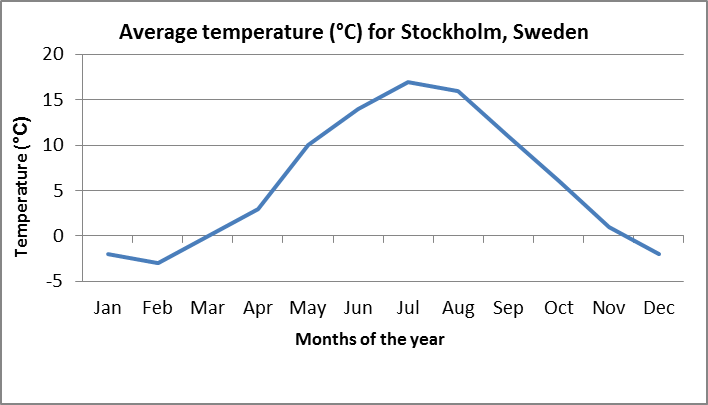 Average temperature (°C) for Stockholm, Sweden
20
15
10
5
0
-5
Temperature (°C)
Jan Feb Mar Apr May Jun Jul Aug Sep Oct Nov Dec
Months of the year